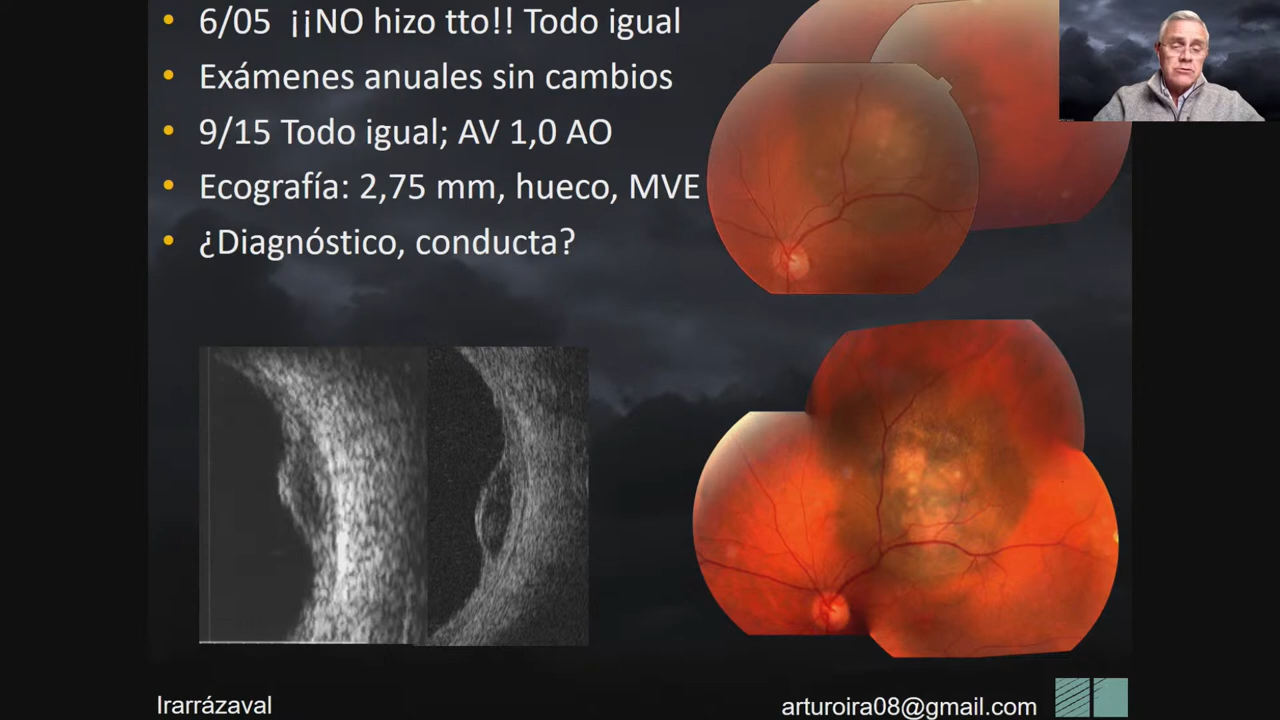 • 6/05 ¡¡NO hizo tto!! Todo igual
• Exámenes anuales sin cambios
• 9/15 Todo igual; AV 1,0 AO
• Ecografía: 2,75 mm, hueco, MVE
• ¿Diagnóstico, conducta?
Irarrázaval
arturoira08@gmail.com